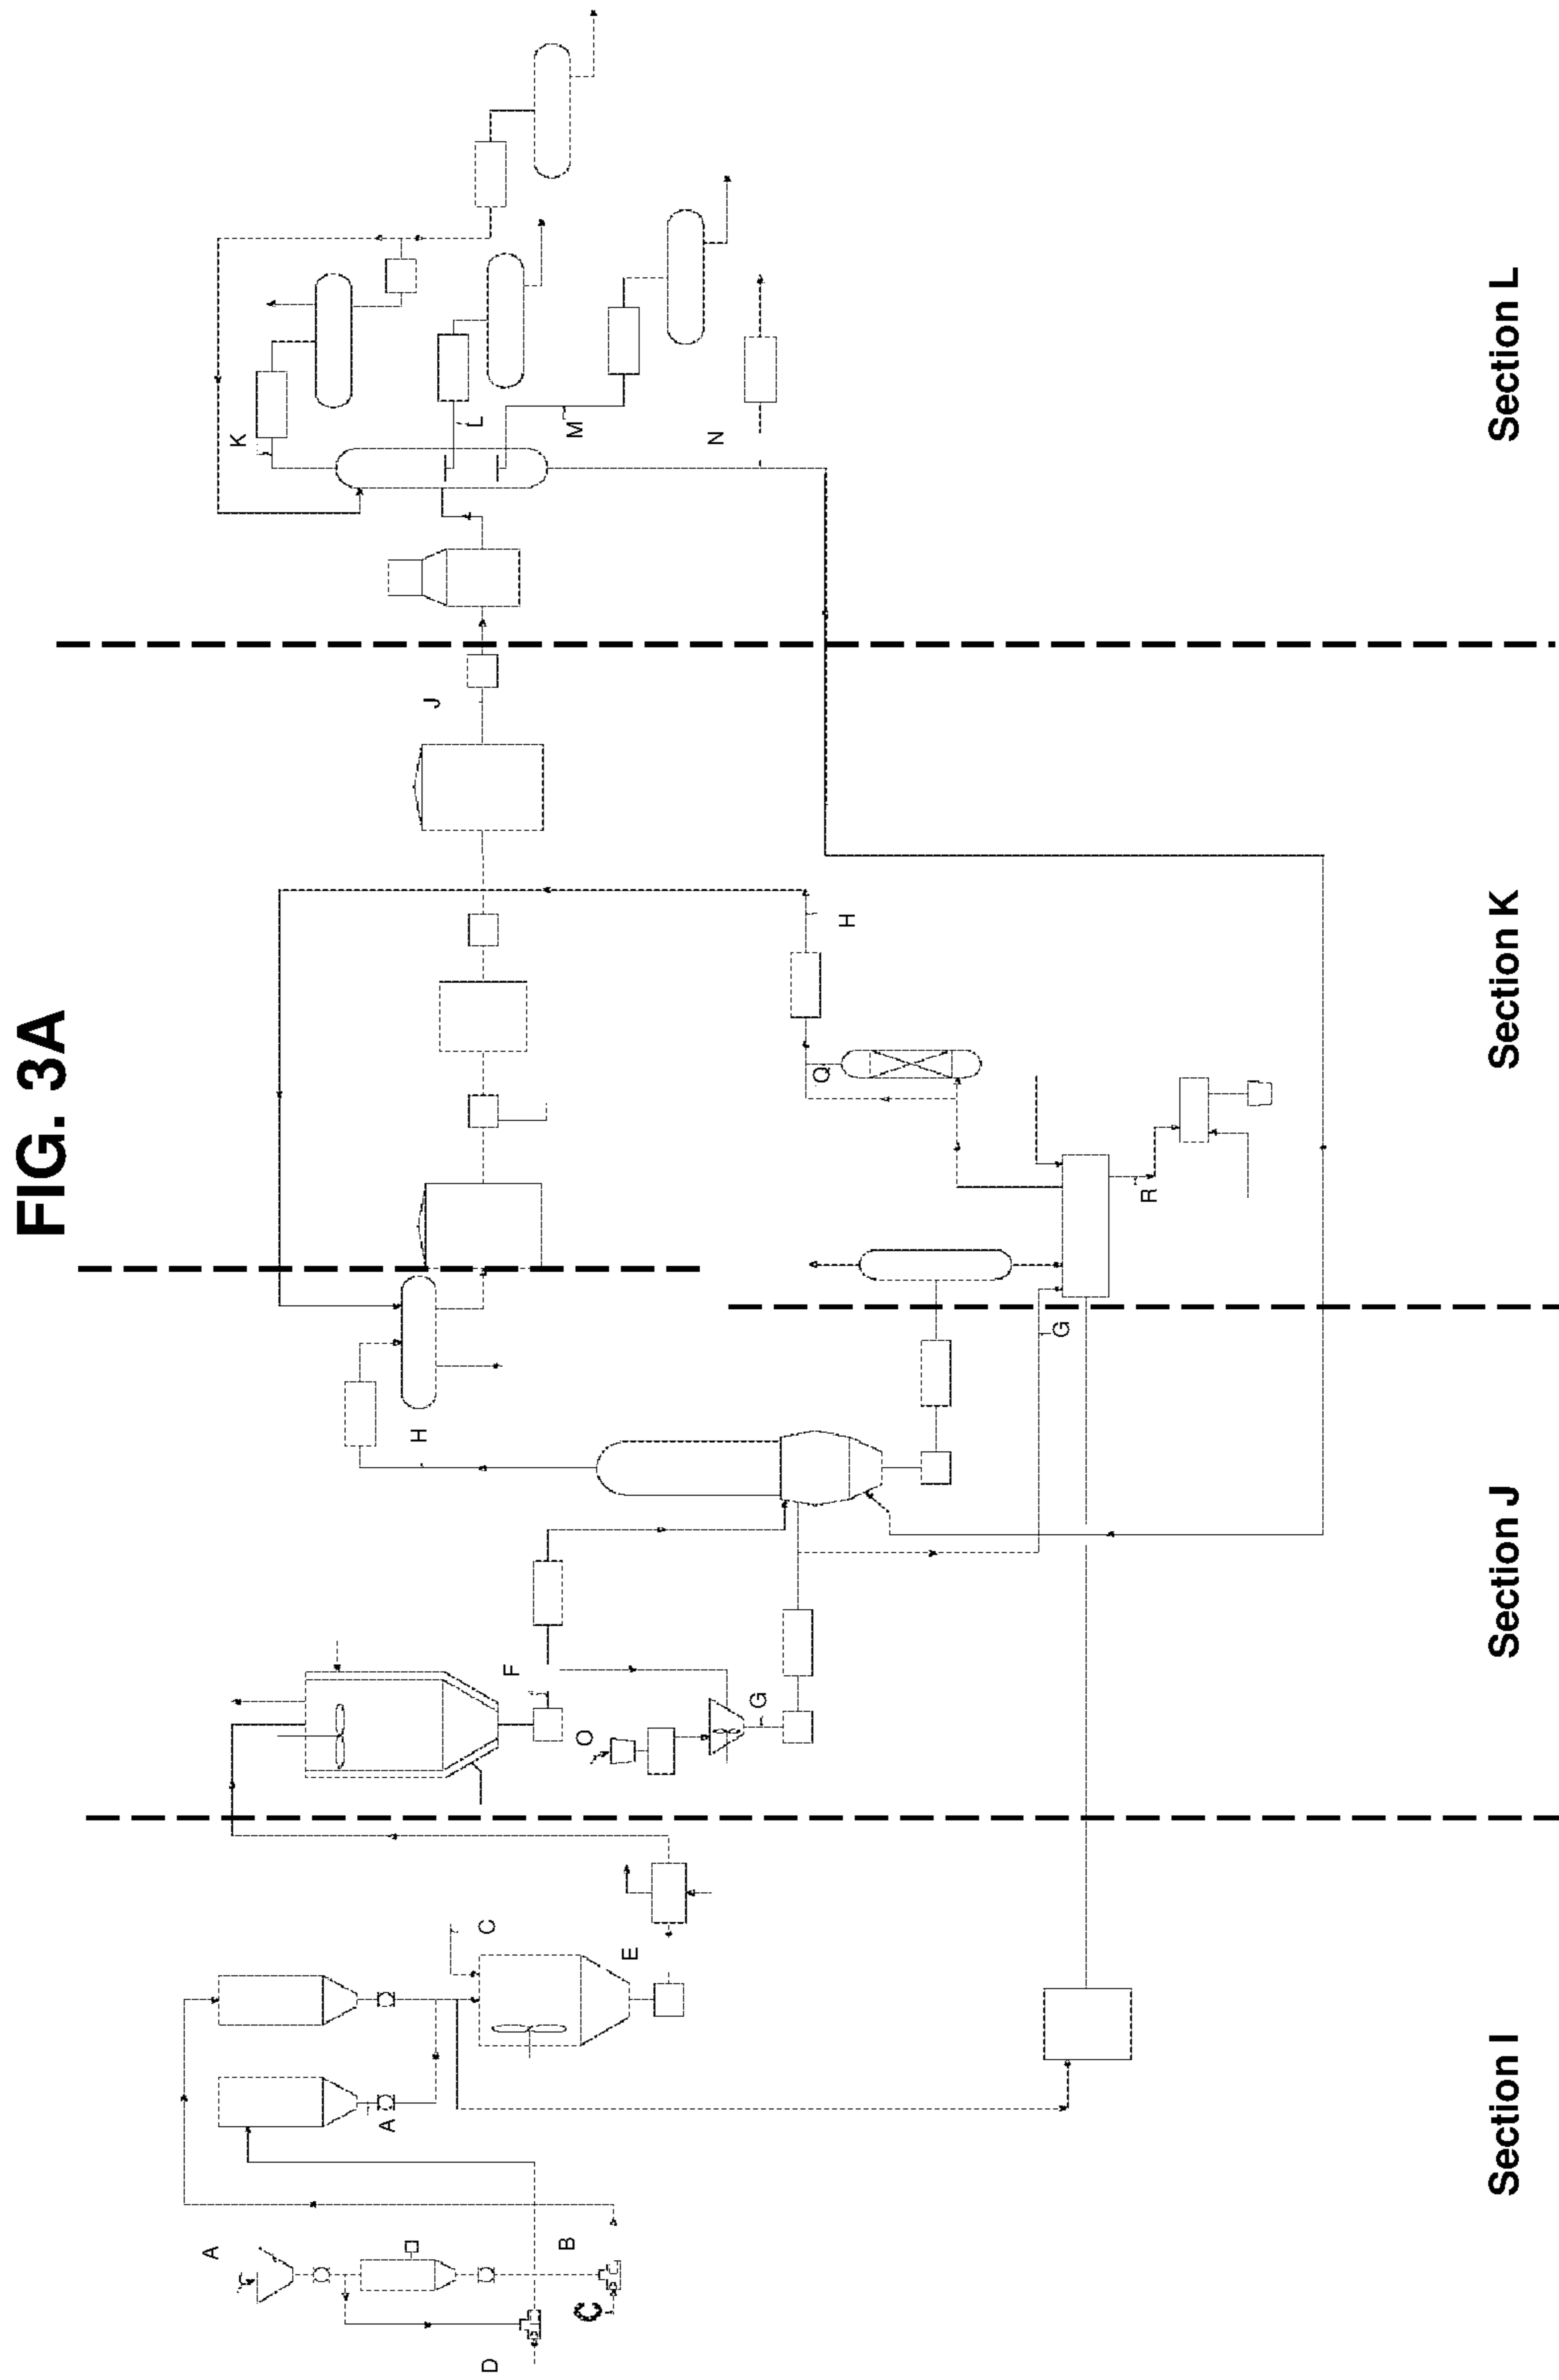 FIG. 3A
A
K
A
H
J
L
C
D
F
B
M
O
C
E
N
G
Q
H
G
R
Section I
Section J
Section K
Section L